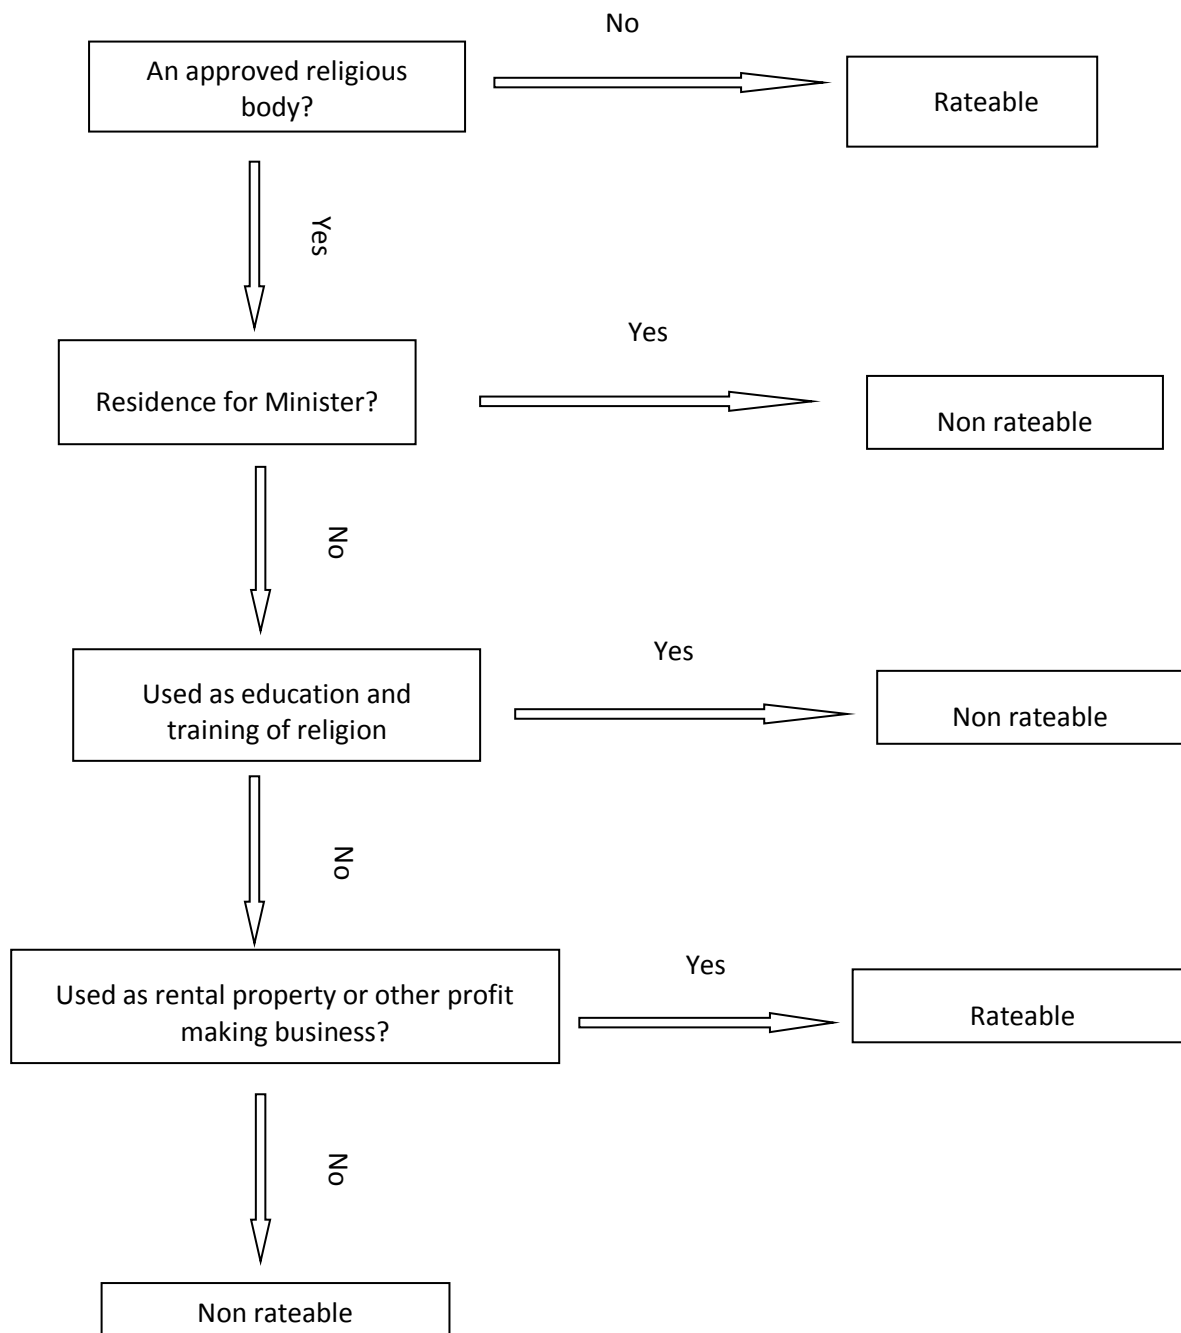 No
An approved religious
body?
Rateable
Yes
Yes
Residence for Minister?
Non rateable
No
Yes
Used as education and
training of religion
Non rateable
No
Yes
Used as rental property or other profit
making business?
Rateable
No
Non rateable